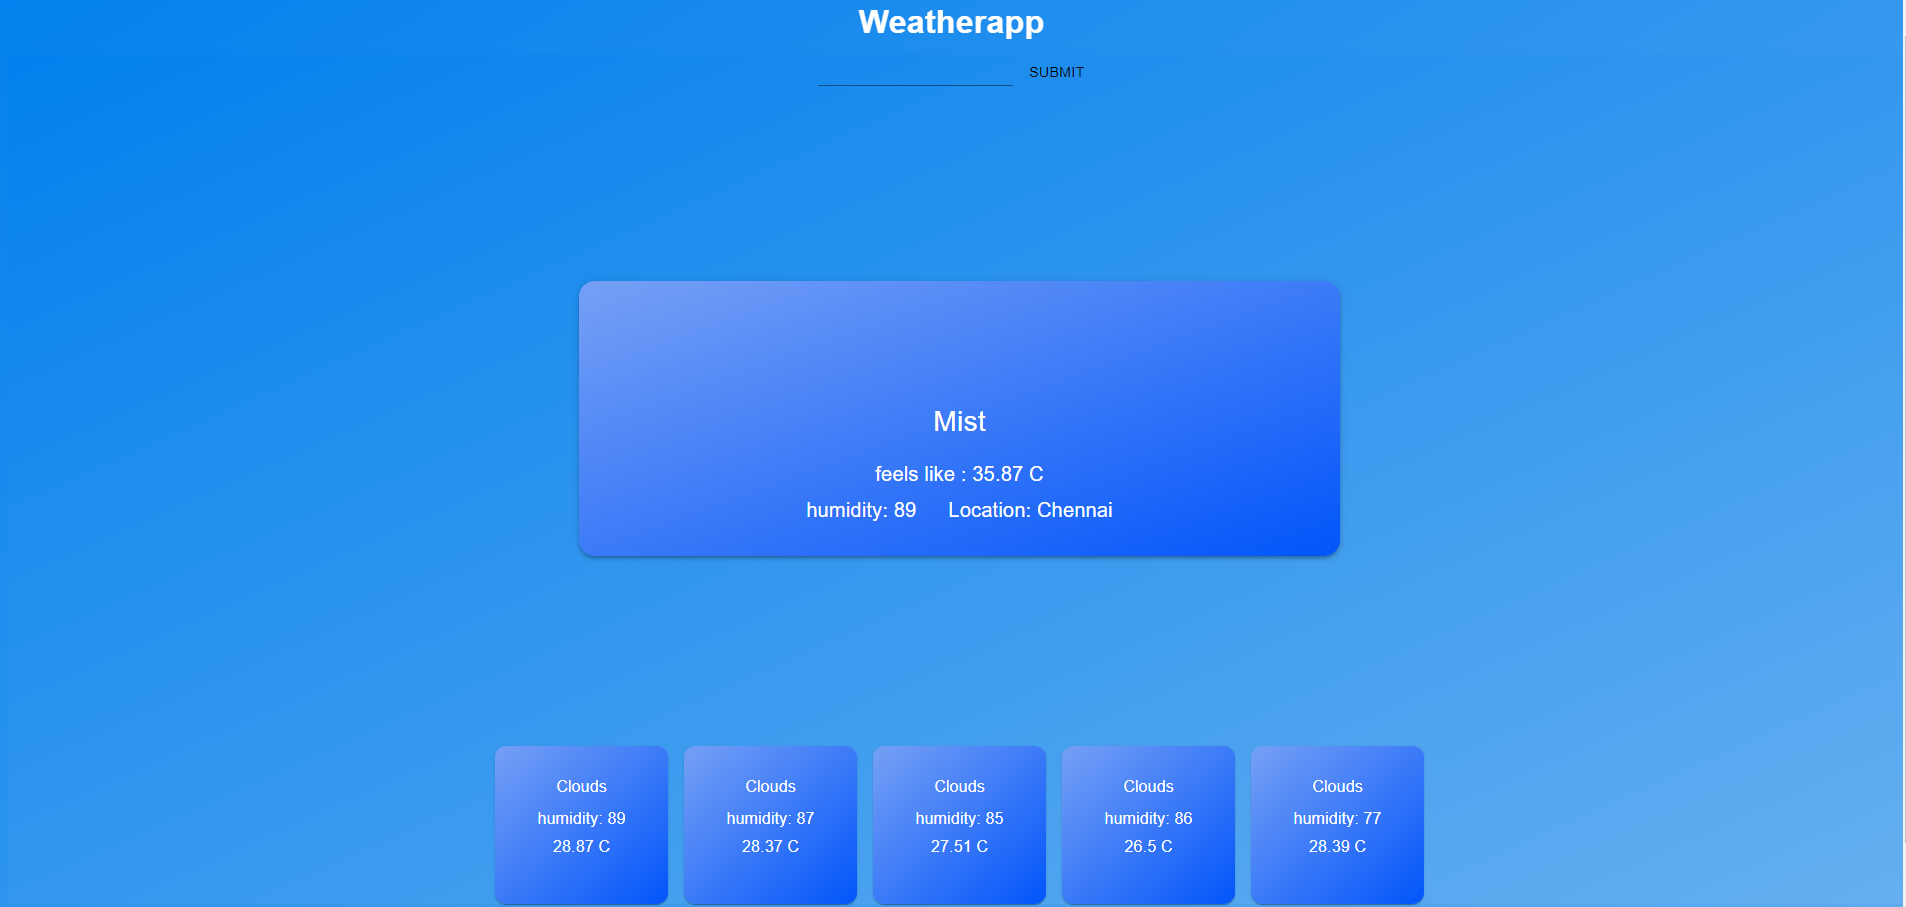 Weatherapp
SUBMIT
Mist
feels like : 35.87 C
humidity: 89 Location: Chennai
Clouds
humidity: 89
28.87 C
Clouds
humidity: 87
28.37 C
Clouds
humidity: 85
27.51 C
Clouds
humidity: 86
26.5 C
Clouds
humidity: 77
28.39 C